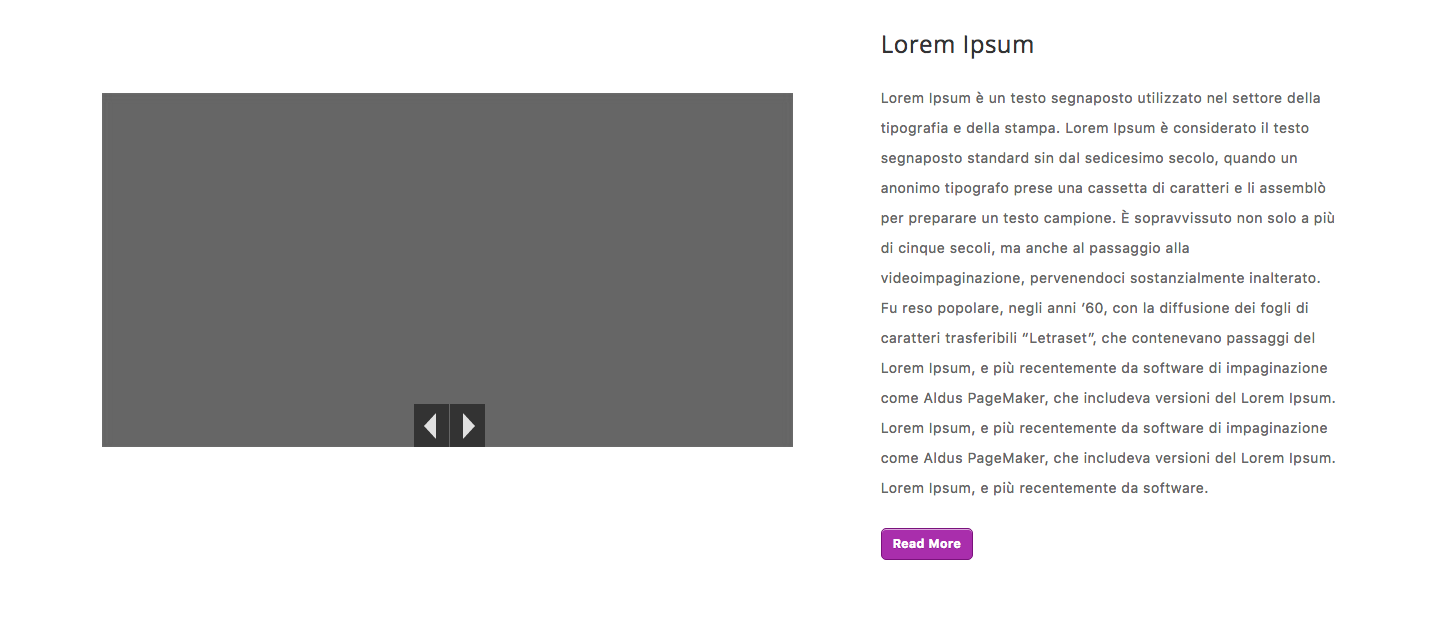 Lorem Ipsum
Lorem Ipsum è un testo segnaposto utilizzato nel settore della
tipografia e della stampa. Lorem Ipsum è considerato il testo
segnaposto standard sin dal sedicesimo secolo, quando un
anonimo tipografo prese una cassetta di caratteri e li assemblò
per preparare un testo campione. È sopravvissuto non solo a più
di cinque secoli, ma anche al passaggio alla
videoimpaginazione, pervenendoci sostanzialmente inalterato.
Fu reso popolare, negli anni ’60, con la diffusione dei fogli di
caratteri trasferibili “Letraset”, che contenevano passaggi del
Lorem Ipsum, e più recentemente da software di impaginazione
come Aldus PageMaker, che includeva versioni del Lorem Ipsum.
Lorem Ipsum, e più recentemente da software di impaginazione
come Aldus PageMaker, che includeva versioni del Lorem Ipsum.
Lorem Ipsum, e più recentemente da software.
Read More